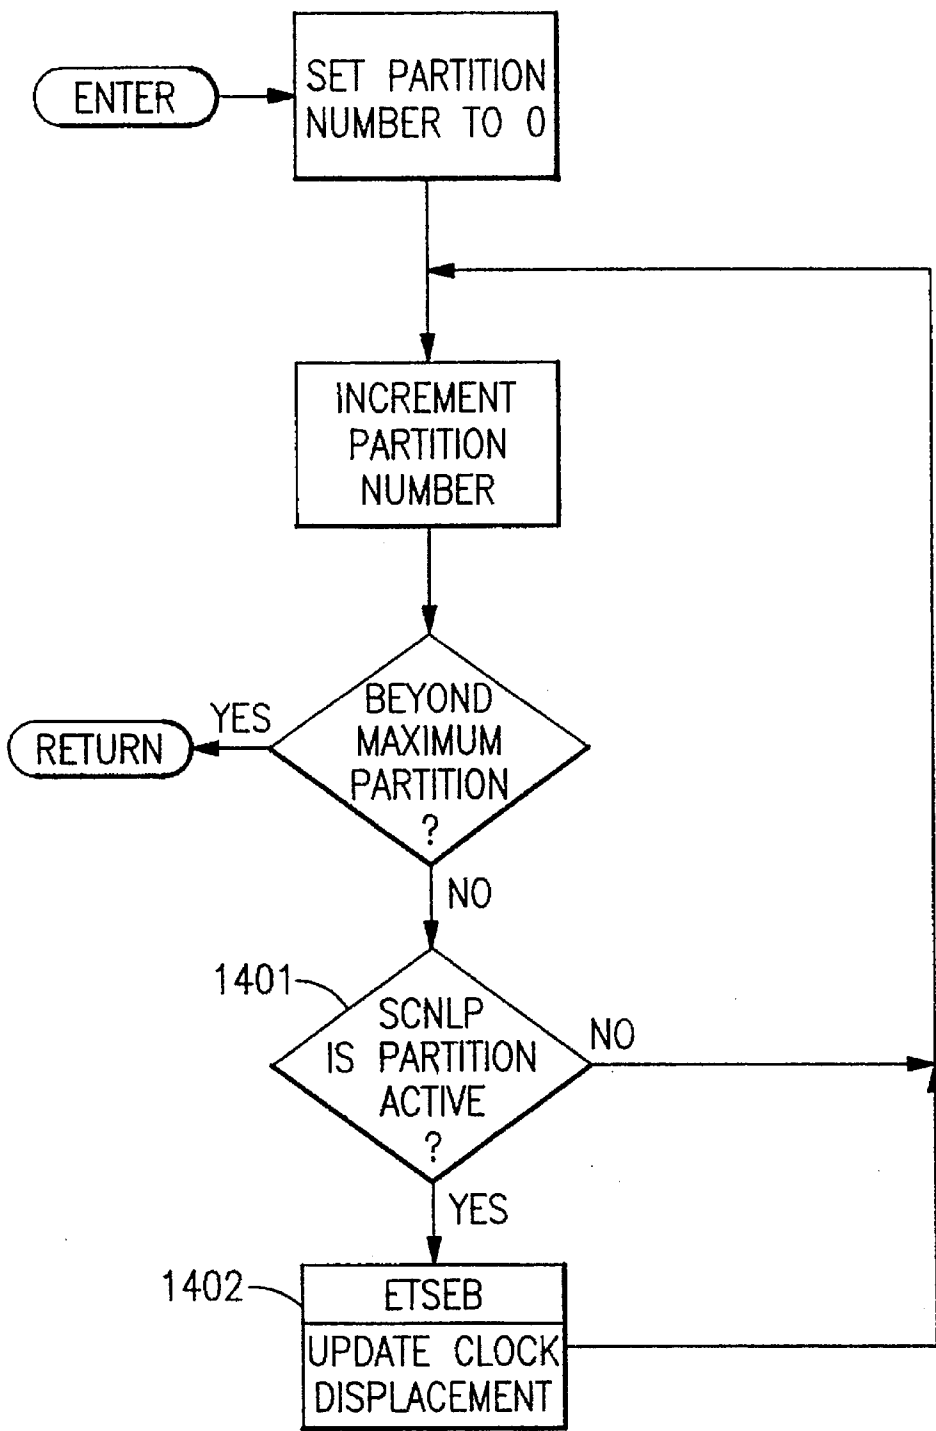 ENTER
SET PARTITION
NUMBER TO 0
INCREMENT
PARTITION
NUMBER
BEYOND
MAXIMUM
PARTITION
?
YES
RETURN
NO
1401
SCNLP
IS PARTITION
ACTIVE
?
NO
YES
1402
ETSEB
UPDATE CLOCK
DISPLACEMENT